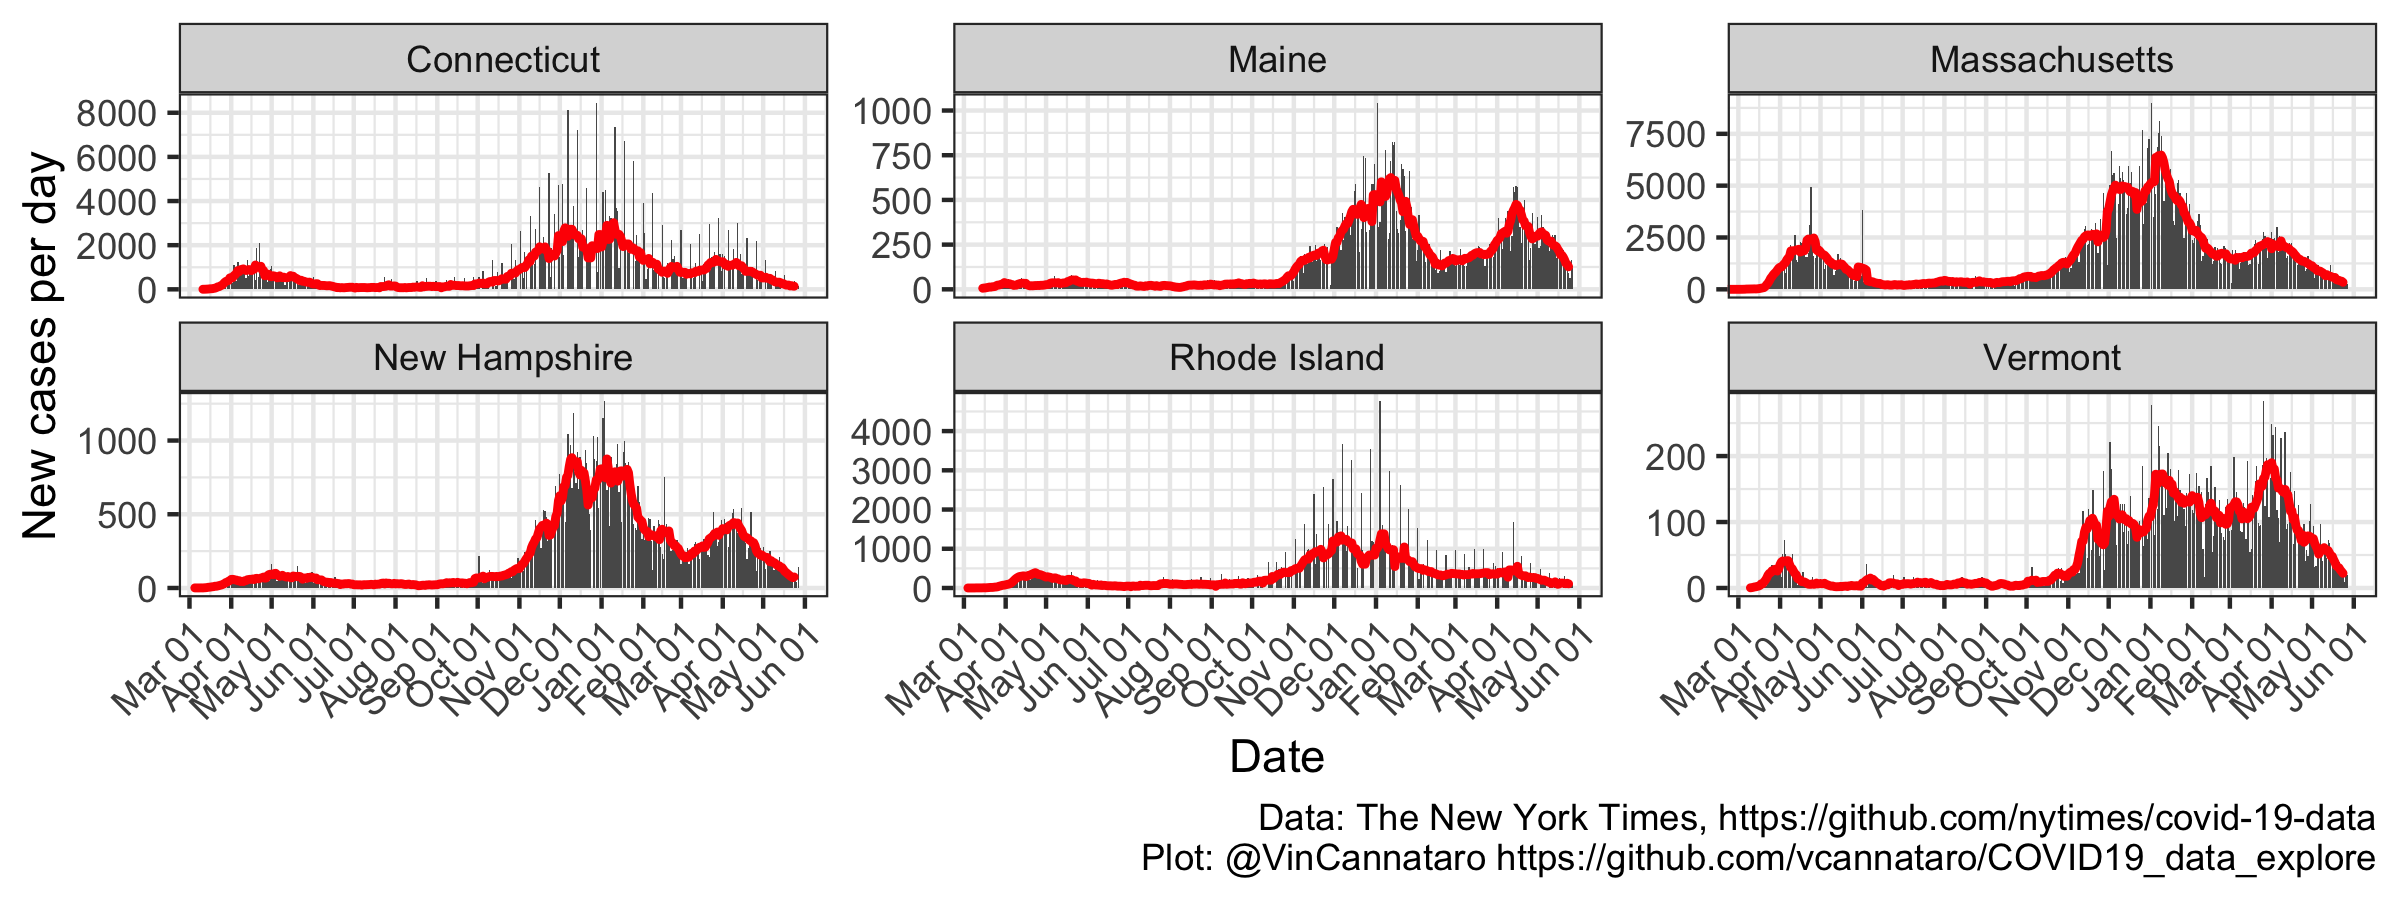 Connecticut
Maine
Massachusetts
New cases per day
8000
6000
4000
2000
0
1000
750
500
250
0
7500
5000
2500
0
New Hampshire
Rhode Island
Vermont
1000
500
0
4000
3000
2000
1000
0
200
100
0
Mar 01
Apr 01
May 01
Jun 01
Jul 01
Aug 01
Sep 01
Oct 01
Nov 01
Dec 01
Jan 01
Feb 01
Mar 01
Apr 01
May 01
Jun 01
Mar 01
Apr 01
May 01
Jun 01
Jul 01
Aug 01
Sep 01
Oct 01
Nov 01
Dec 01
Jan 01
Feb 01
Mar 01
Apr 01
May 01
Jun 01
Mar 01
Apr 01
May 01
Jun 01
Jul 01
Aug 01
Sep 01
Oct 01
Nov 01
Dec 01
Jan 01
Feb 01
Mar 01
Apr 01
May 01
Jun 01
Date
Data: The New York Times, https://github.com/nytimes/covid-19-data
Plot: @VinCannataro https://github.com/vcannataro/COVID19_data_explore